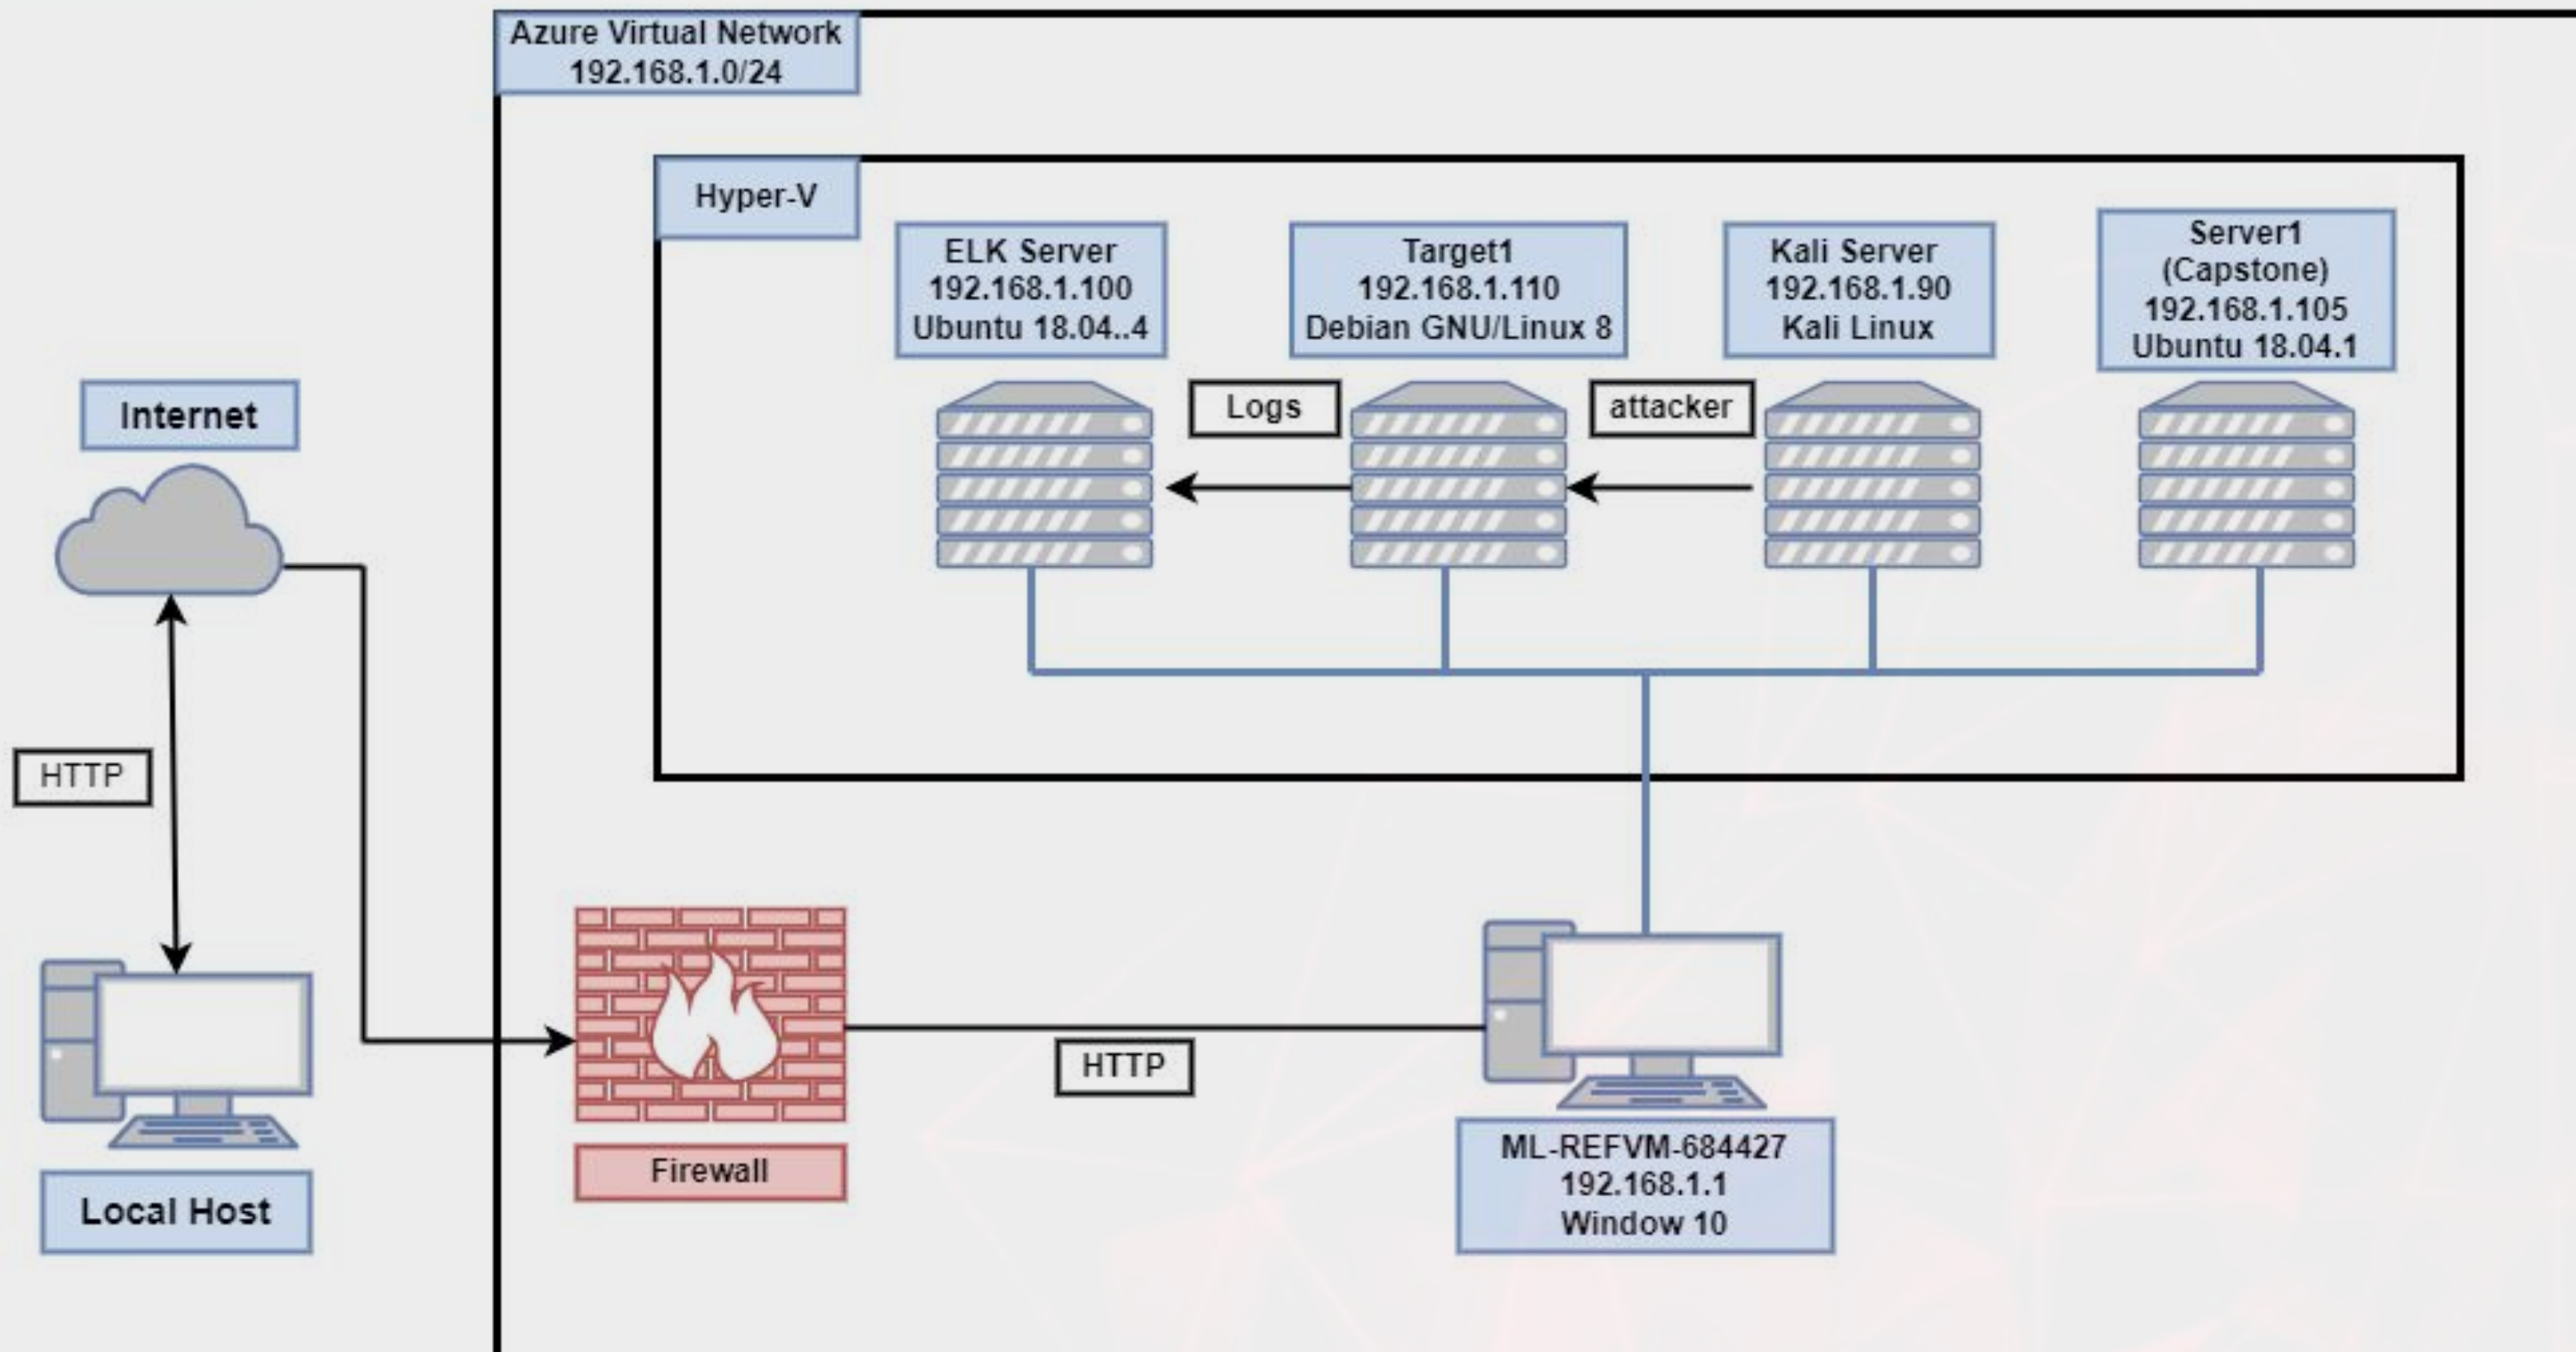 Azure Virtual Network
192.168.1.0/24
Hyper-V
ELK Server
192.168.1.100
Ubuntu 18.04..4
Target1
192.168.1.110
Debian GNU/Linux 8
Kali Server
192.168.1.90
Kali Linux
Server1
(Capstone)
192.168.1.105
Ubuntu 18.04.1
Logs
attacker
Internet
HTTP
Local Host
Firewall
HTTP
ML-REFVM-684427
192.168.1.1
Window 10